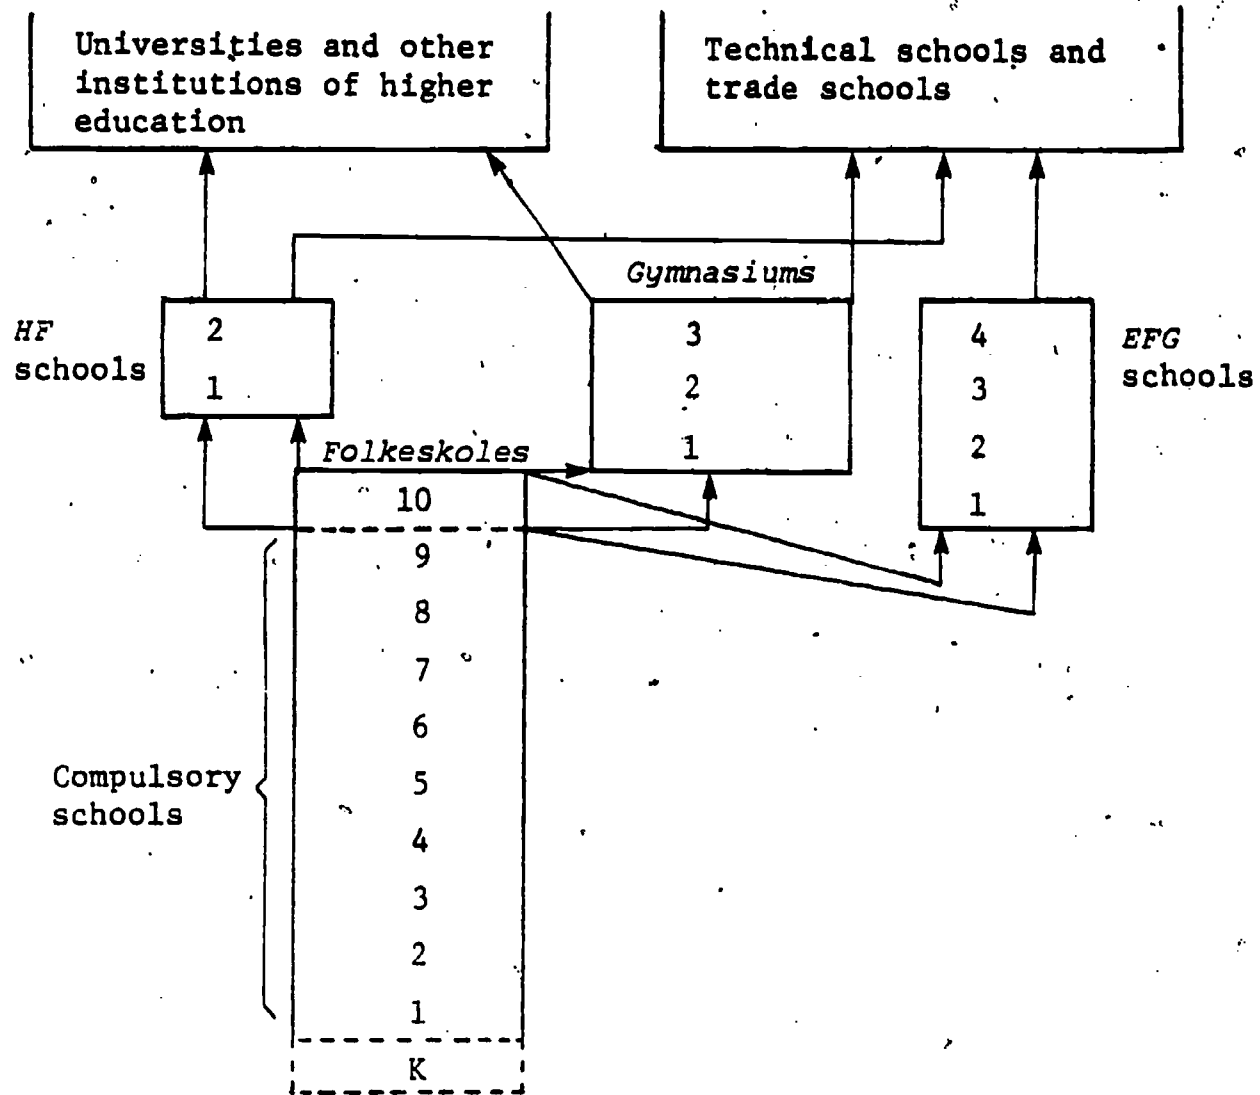 Universities and other
institutions of higher
education
Technical schools and
trade schools
Gymnasiums
HF
schools
2
1
3
2
1
4
3
2
1
EFG
schools
Folkeskoles
10
9
8
7
6
5
4
3
2
1
K
Compulsory
schools